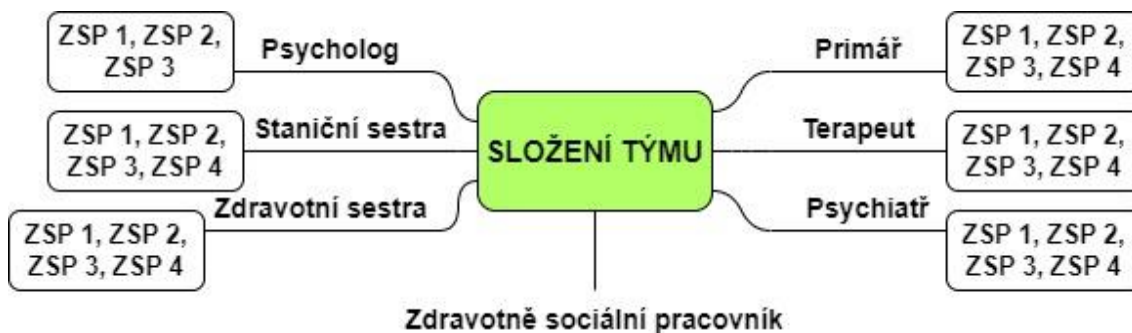 ZSP 1, ZSP 2,
ZSP 3
Psycholog
ZSP 1, ZSP 2,
ZSP 3, ZSP 4
Staniční sestra
ZSP 1, ZSP 2,
ZSP 3, ZSP 4
Zdravotní sestra
SLOŽENÍ TÝMU
Primář
ZSP 1, ZSP 2,
ZSP 3, ZSP 4
Terapeut
ZSP 1, ZSP 2,
ZSP 3, ZSP 4
Psychiatř
ZSP 1, ZSP 2,
ZSP 3, ZSP 4
Zdravotně sociální pracovník